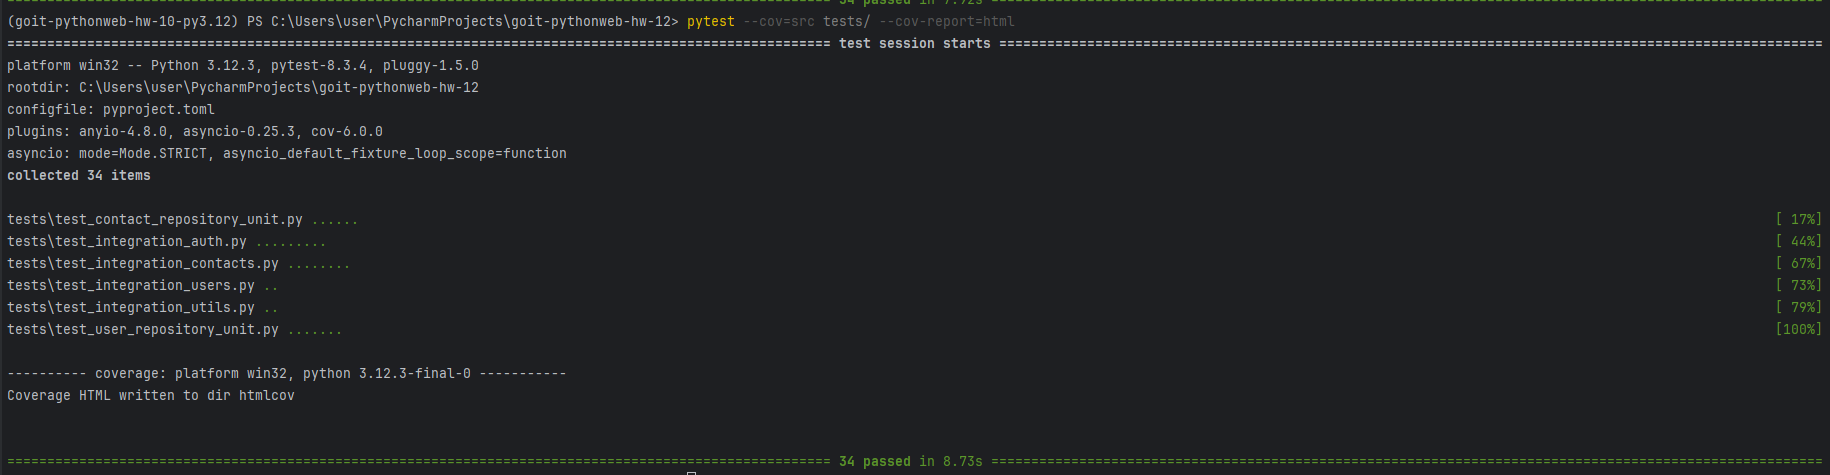 34 passed in 7.92s
(goit-pythonweb-hw-10-py3.12) PS C:\Users\user\PycharmProjects\goit-pythonweb-hw-12> pytest --cov=src tests/ --cov-report=html
test session starts
platform win32 -- Python 3.12.3, pytest-8.3.4, pluggy-1.5.0
rootdir: C:\Users\user\PycharmProjects\goit-pythonweb-hw-12
configfile: pyproject.toml
plugins: anyio-4.8.0, asyncio-0.25.3, cov-6.0.0
asyncio: mode=Mode.STRICT, asyncio_default_fixture_loop_scope=function
collected 34 items
tests\test_contact_repository_unit.py ...... [ 17%]
tests\test_integration_auth.py ......... [ 44%]
tests\test_integration_contacts.py ........ [ 67%]
tests\test_integration_users.py .. [ 73%]
tests\test_integration_utils.py .. [ 79%]
tests\test_user_repository_unit.py ....... [100%]
---------- coverage: platform win32, python 3.12.3-final-0 -----------
Coverage HTML written to dir htmlcov
34 passed in 8.73s